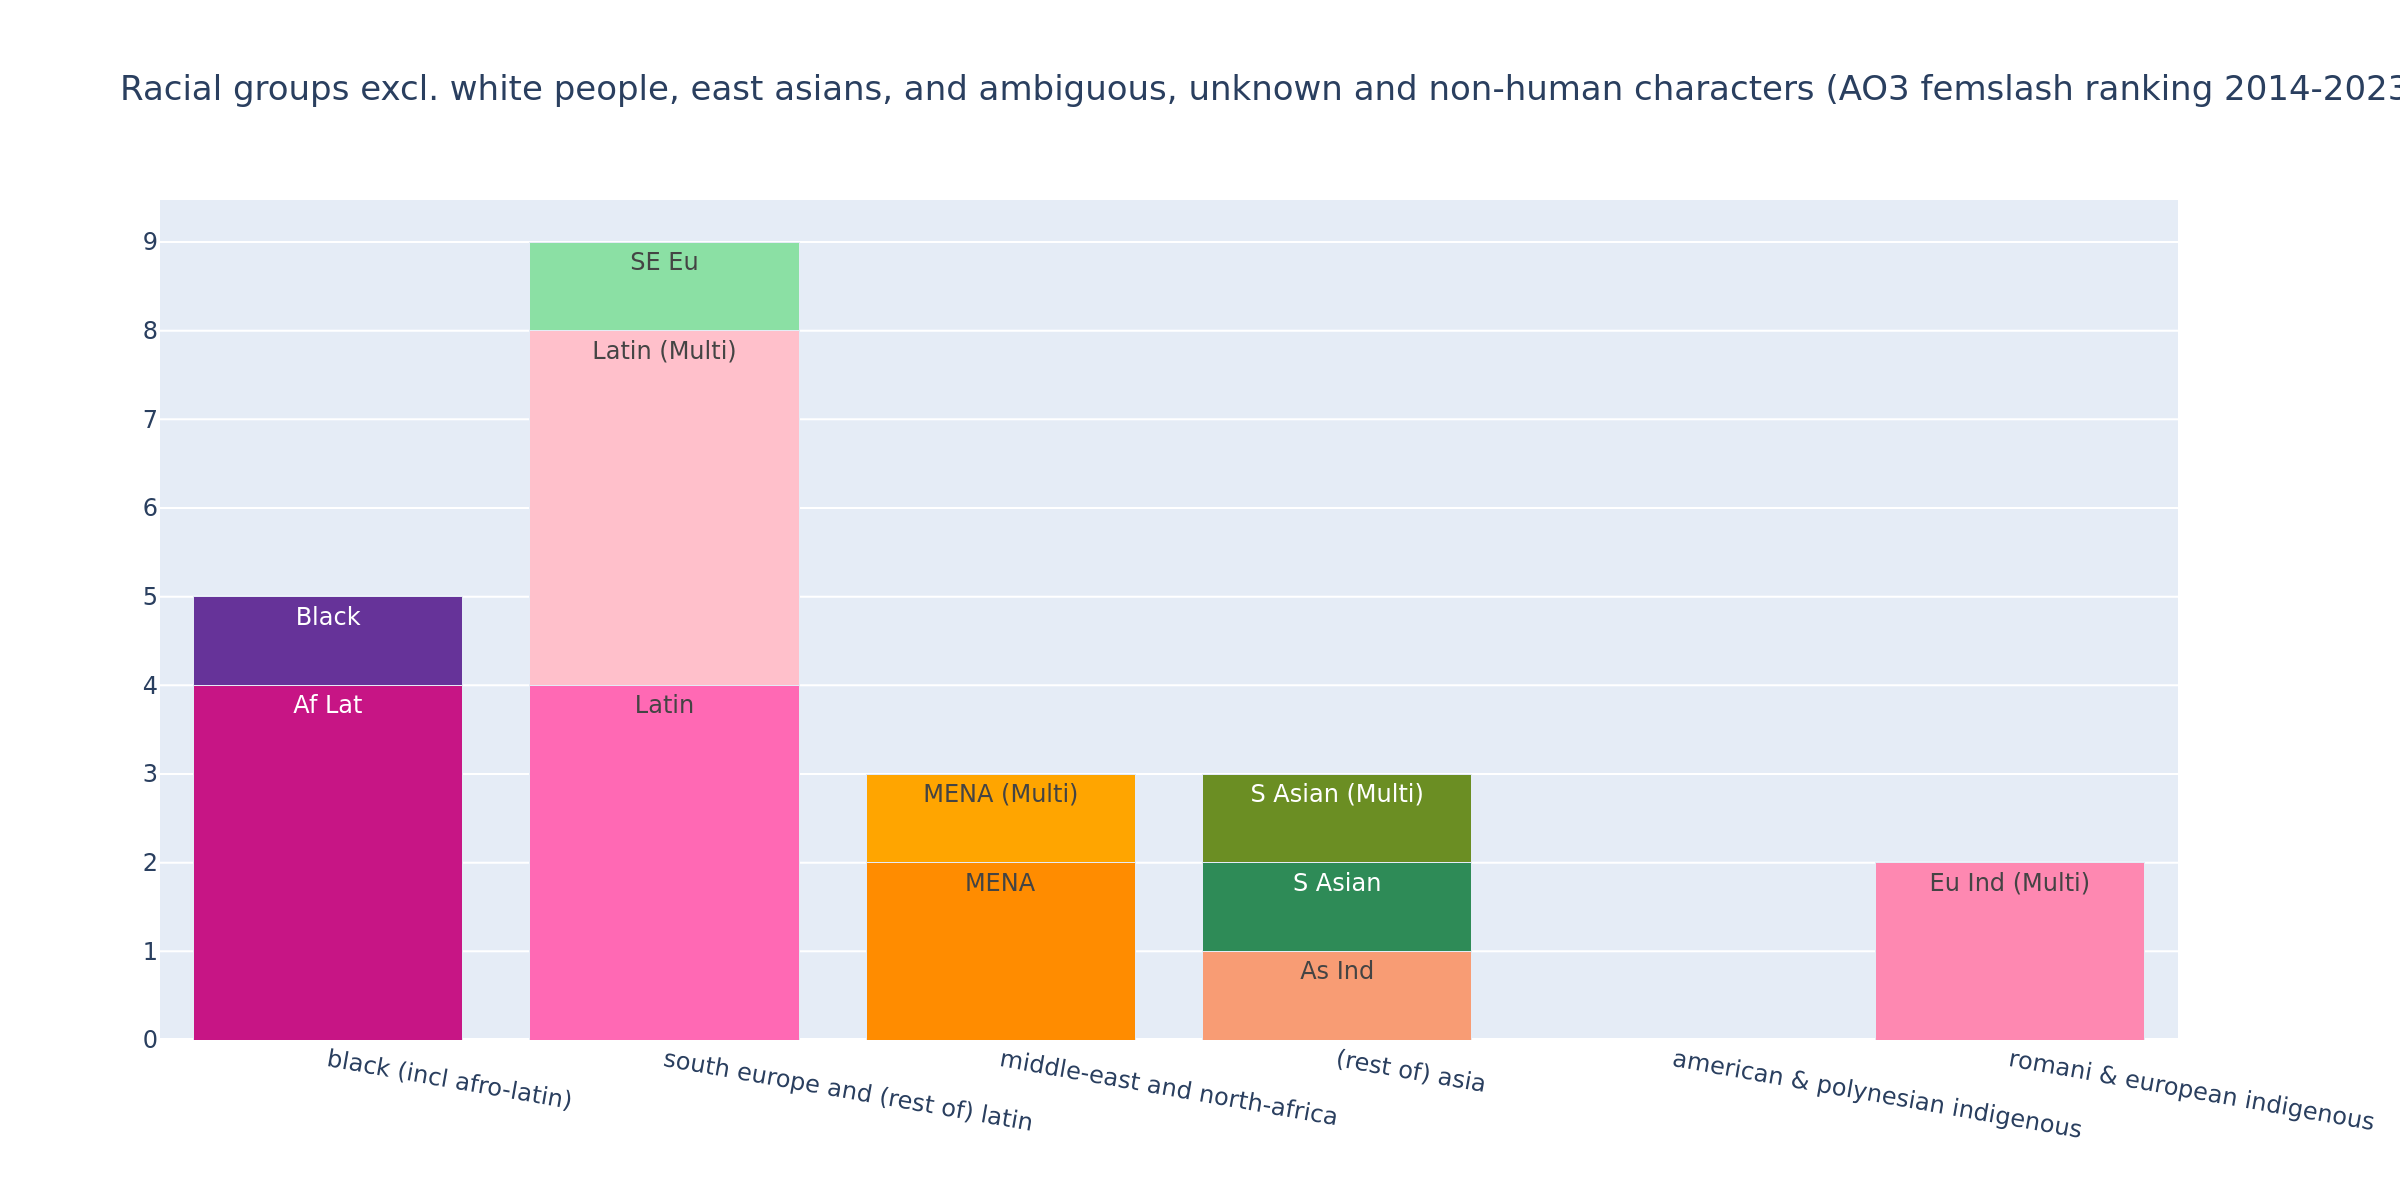 Racial groups excl. white people, east asians, and ambiguous, unknown and non-human characters (AO3 femslash ranking 2014-2023
9
8
7
6
5
4
3
2
1
0
SE Eu
Latin (Multi)
Black
Af Lat
Latin
MENA (Multi)
S Asian (Multi)
MENA
S Asian
Eu Ind (Multi)
As Ind
black (incl afro-latin)
south europe and (rest of) latin
middle-east and north-africa
(rest of) asia
american & polynesian indigenous
romani & european indigenous